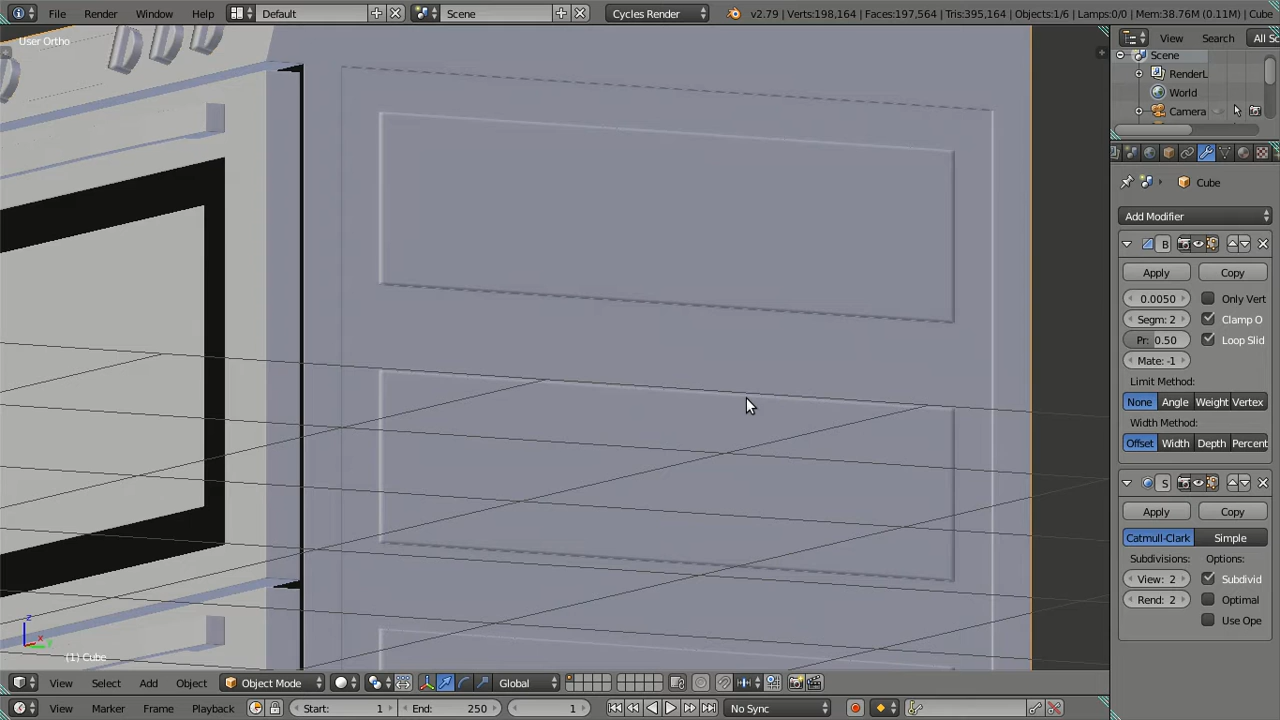 File Render Window Help Default Scene Cycles Render v2.79 | Verts:198,164 | Faces:197,564 | Tris:395,164 | Objects:1/6 | Lamps:0/0 | Mem:38.76M (0.11M) | Cube
User Ortho
View Search All Sc
Scene
RenderL
World
Camera
Cube
Add Modifier
B
Apply Copy
0.0050 Only Vert
Segm: 2 Clamp O
Pr: 0.50 Loop Slid
Mate: -1
Limit Method:
None Angle Weight Vertex
Width Method:
Offset Width Depth Percent
S
Apply Copy
Catmull-Clark Simple
Subdivisions: Options:
View: 2 Subdivid
Rend: 2 Optimal
Use Ope
z
x
y
(1) Cube
View Select Add Object Object Mode Global
View Marker Frame Playback Start: 1 End: 250 1 No Sync